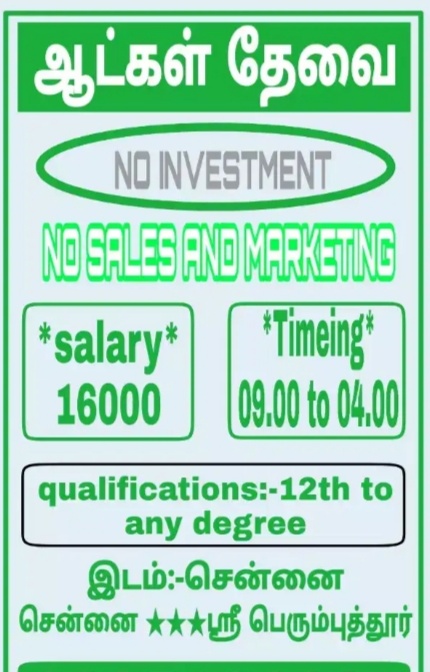 ஆட்கள் தேவை
NO INVESTMENT
NO SALES AND MARKETING
*salary*
16000
*Timeing*
09.00 to 04.00
qualifications:-12th to
any degree
இடம்:-சென்னை
சென்னை ★★★ஸ்ரீ பெரும்புத்தூர்